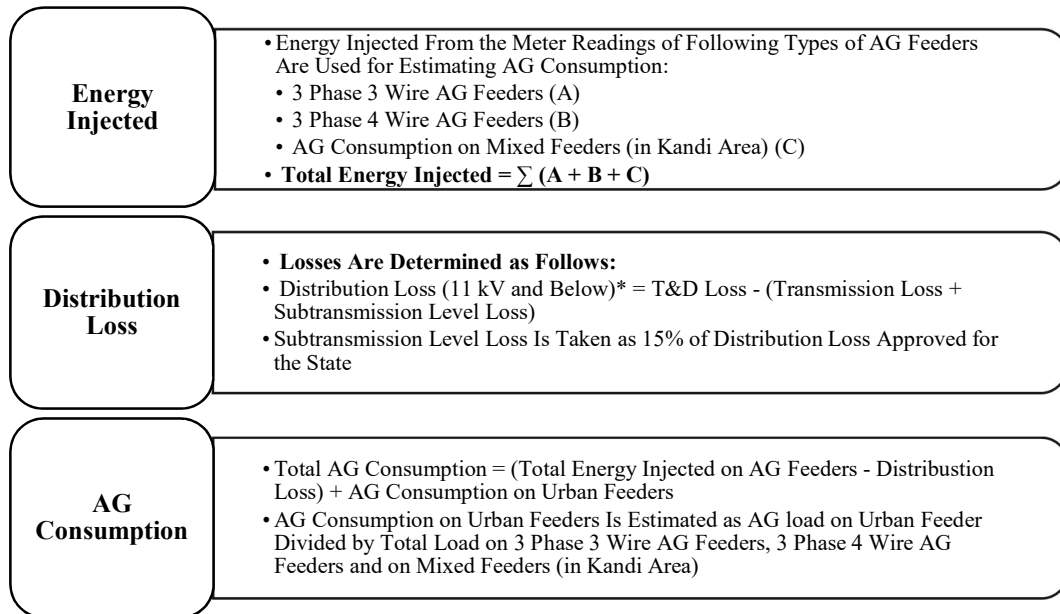 Energy
Injected
• Energy Injected From the Meter Readings of Following Types of AG Feeders
Are Used for Estimating AG Consumption:
• 3 Phase 3 Wire AG Feeders (A)
• 3 Phase 4 Wire AG Feeders (B)
• AG Consumption on Mixed Feeders (in Kandi Area) (C)
• Total Energy Injected = ∑ (A + B + C)
Distribution
Loss
• Losses Are Determined as Follows:
• Distribution Loss (11 kV and Below)* = T&D Loss - (Transmission Loss +
Subtransmission Level Loss)
• Subtransmission Level Loss Is Taken as 15% of Distribution Loss Approved for
the State
AG
Consumption
• Total AG Consumption = (Total Energy Injected on AG Feeders - Distribustion
Loss) + AG Consumption on Urban Feeders
• AG Consumption on Urban Feeders Is Estimated as AG load on Urban Feeder
Divided by Total Load on 3 Phase 3 Wire AG Feeders, 3 Phase 4 Wire AG
Feeders and on Mixed Feeders (in Kandi Area)